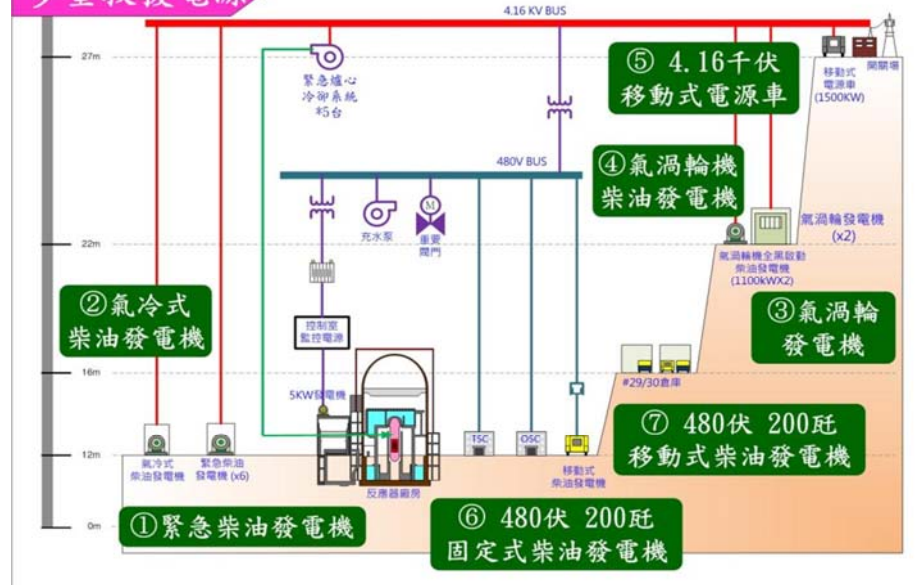 多重救援電源
4.16 KV BUS
27m
緊急爐心
冷卻系統
*5台
⑤ 4.16千伏
移動式電源車
移動式
電源車
(1500KW)
開關場
480V BUS
④氣渦輪機
柴油發電機
充水泵
M
重要
閥門
22m
氣渦輪發電機
(x2)
氣渦輪機全黑啟動
柴油發電機
(1100kWX2)
②氣冷式
柴油發電機
控制室
監控電源
③氣渦輪
發電機
16m
5KW發電機
#29/30倉庫
⑦ 480伏 200瓩
移動式柴油發電機
TSC
OSC
12m
氣冷式
柴油發電機
緊急柴油
發電機 (x6)
反應器廠房
移動式
柴油發電機
0m
①緊急柴油發電機
⑥ 480伏 200瓩
固定式柴油發電機